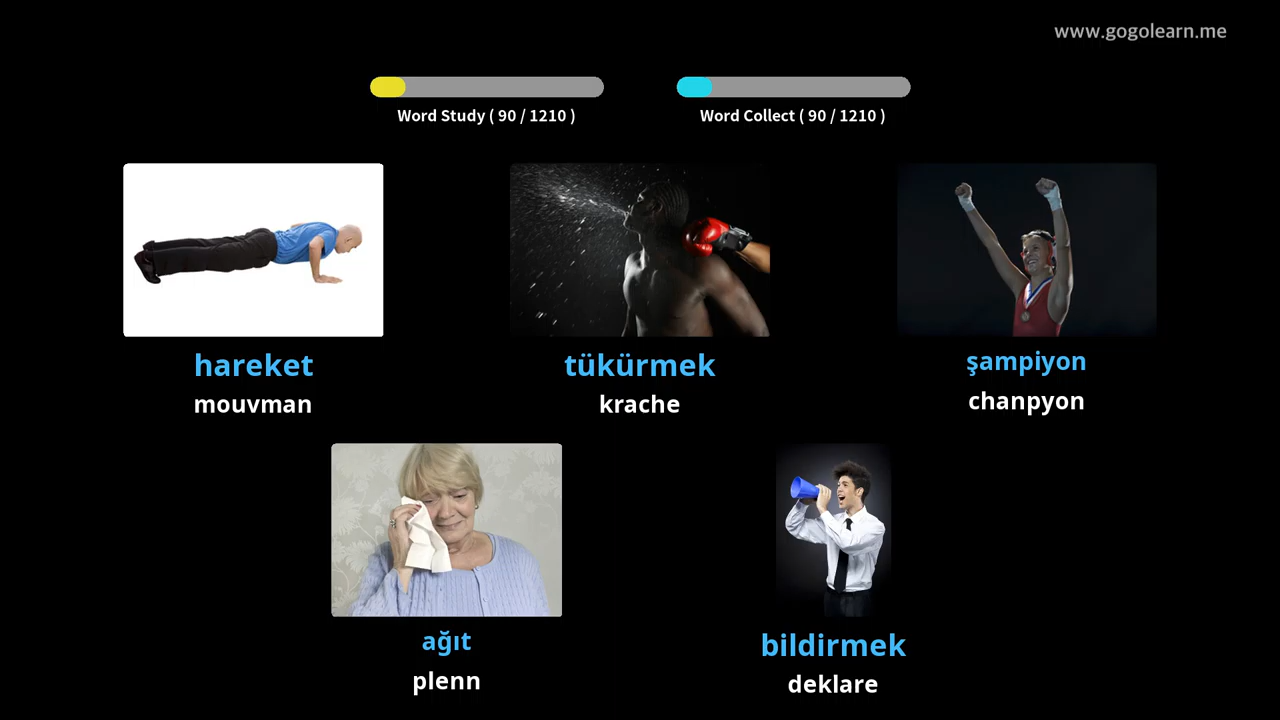 www.gogolearn.me
Word Study ( 90 / 1210 )
Word Collect ( 90 / 1210 )
hareket
mouvman
tükürmek
krache
şampiyon
chanpyon
ağıt
plenn
bildirmek
deklare